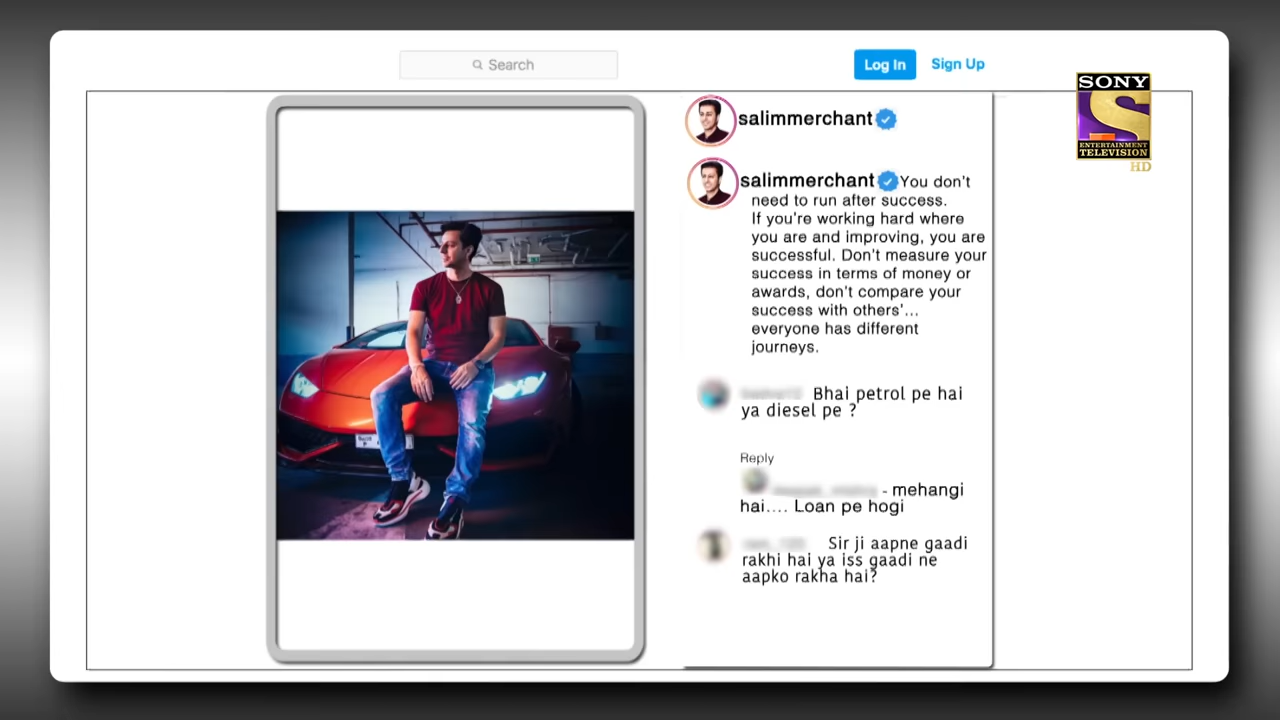 Search
Log In
Sign Up
SONY
ENTERTAINMENT
TELEVISION
HD
salimmerchant
salimmerchant You don't
need to run after success.
If you're working hard where
you are and improving, you are
successful. Don't measure your
success in terms of money or
awards, don't compare your
success with others'...
everyone has different
journeys.
Bhai petrol pe hai
ya diesel pe ?
Reply
- mehangi
hai.... Loan pe hogi
Sir ji aapne gaadi
rakhi hai ya iss gaadi ne
aapko rakha hai?